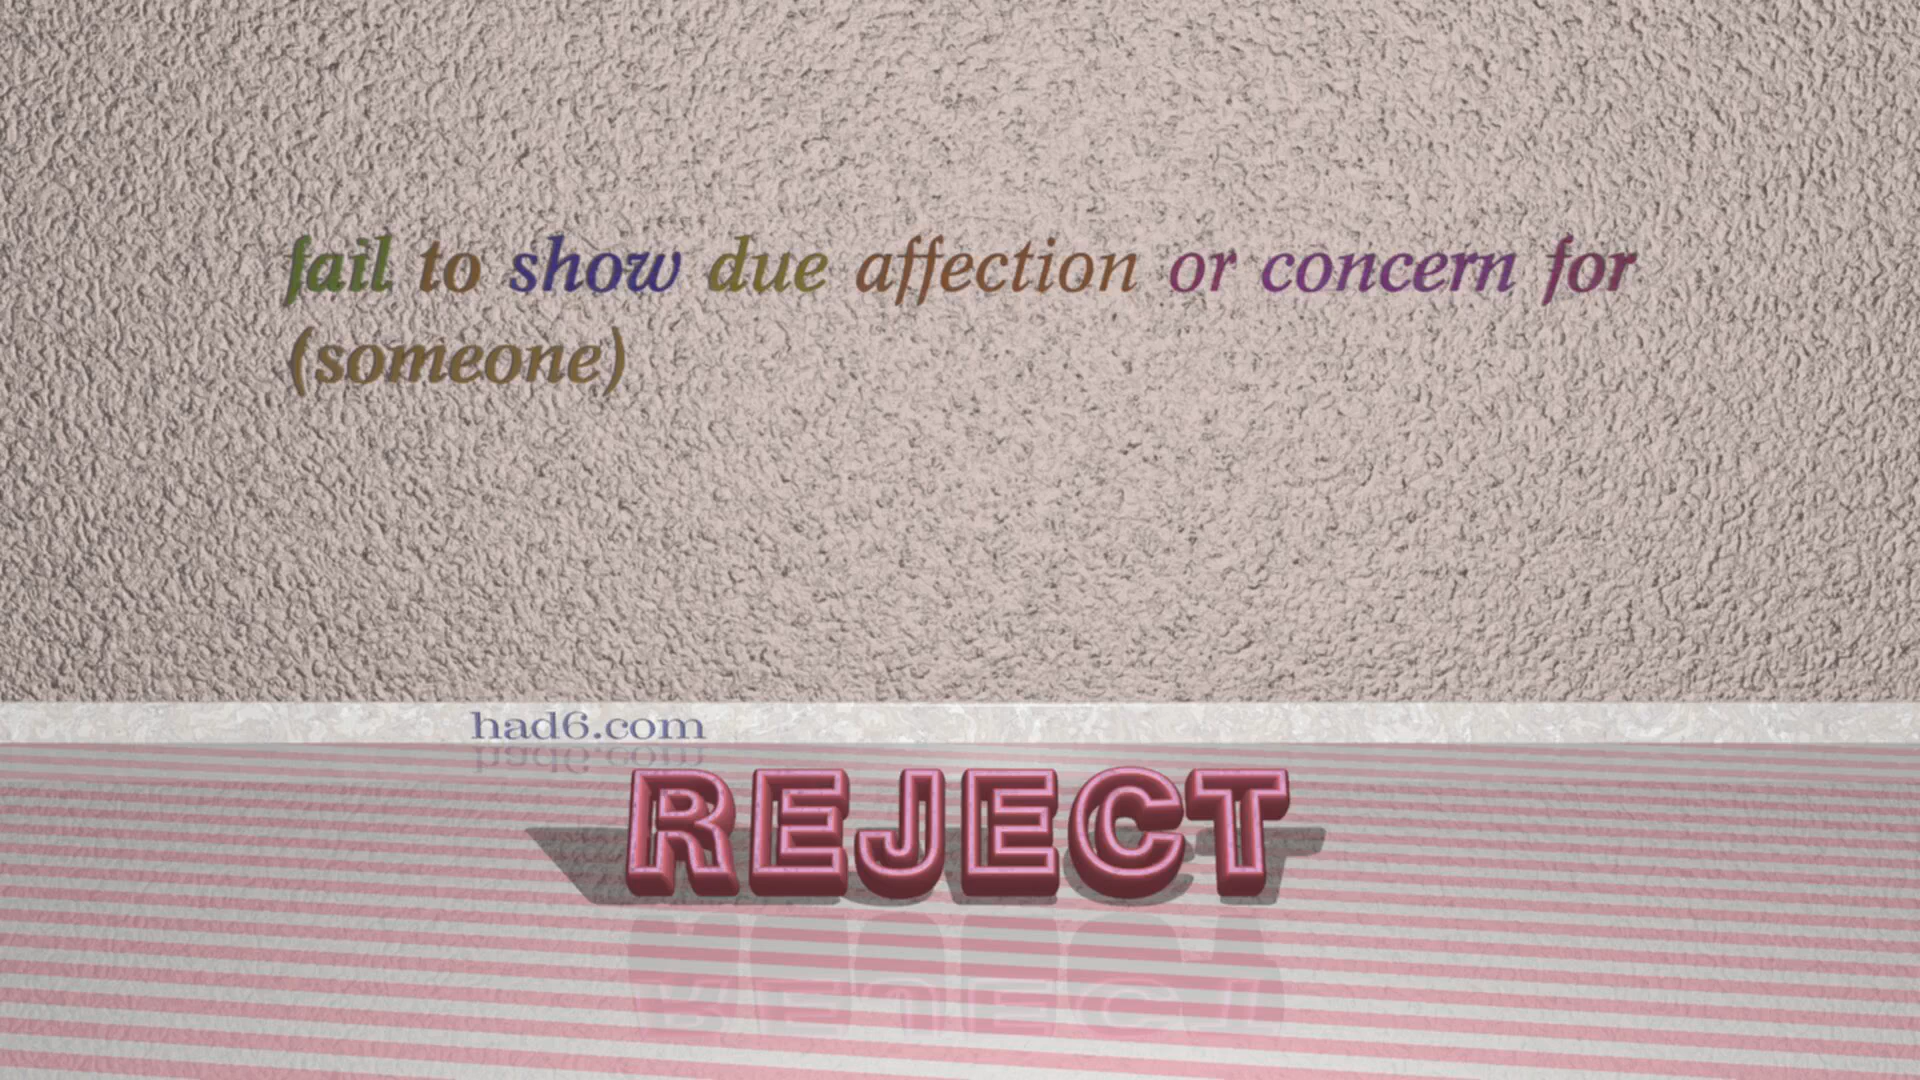 fail to show due affection or concern for
(someone)
had6.com
REJECT